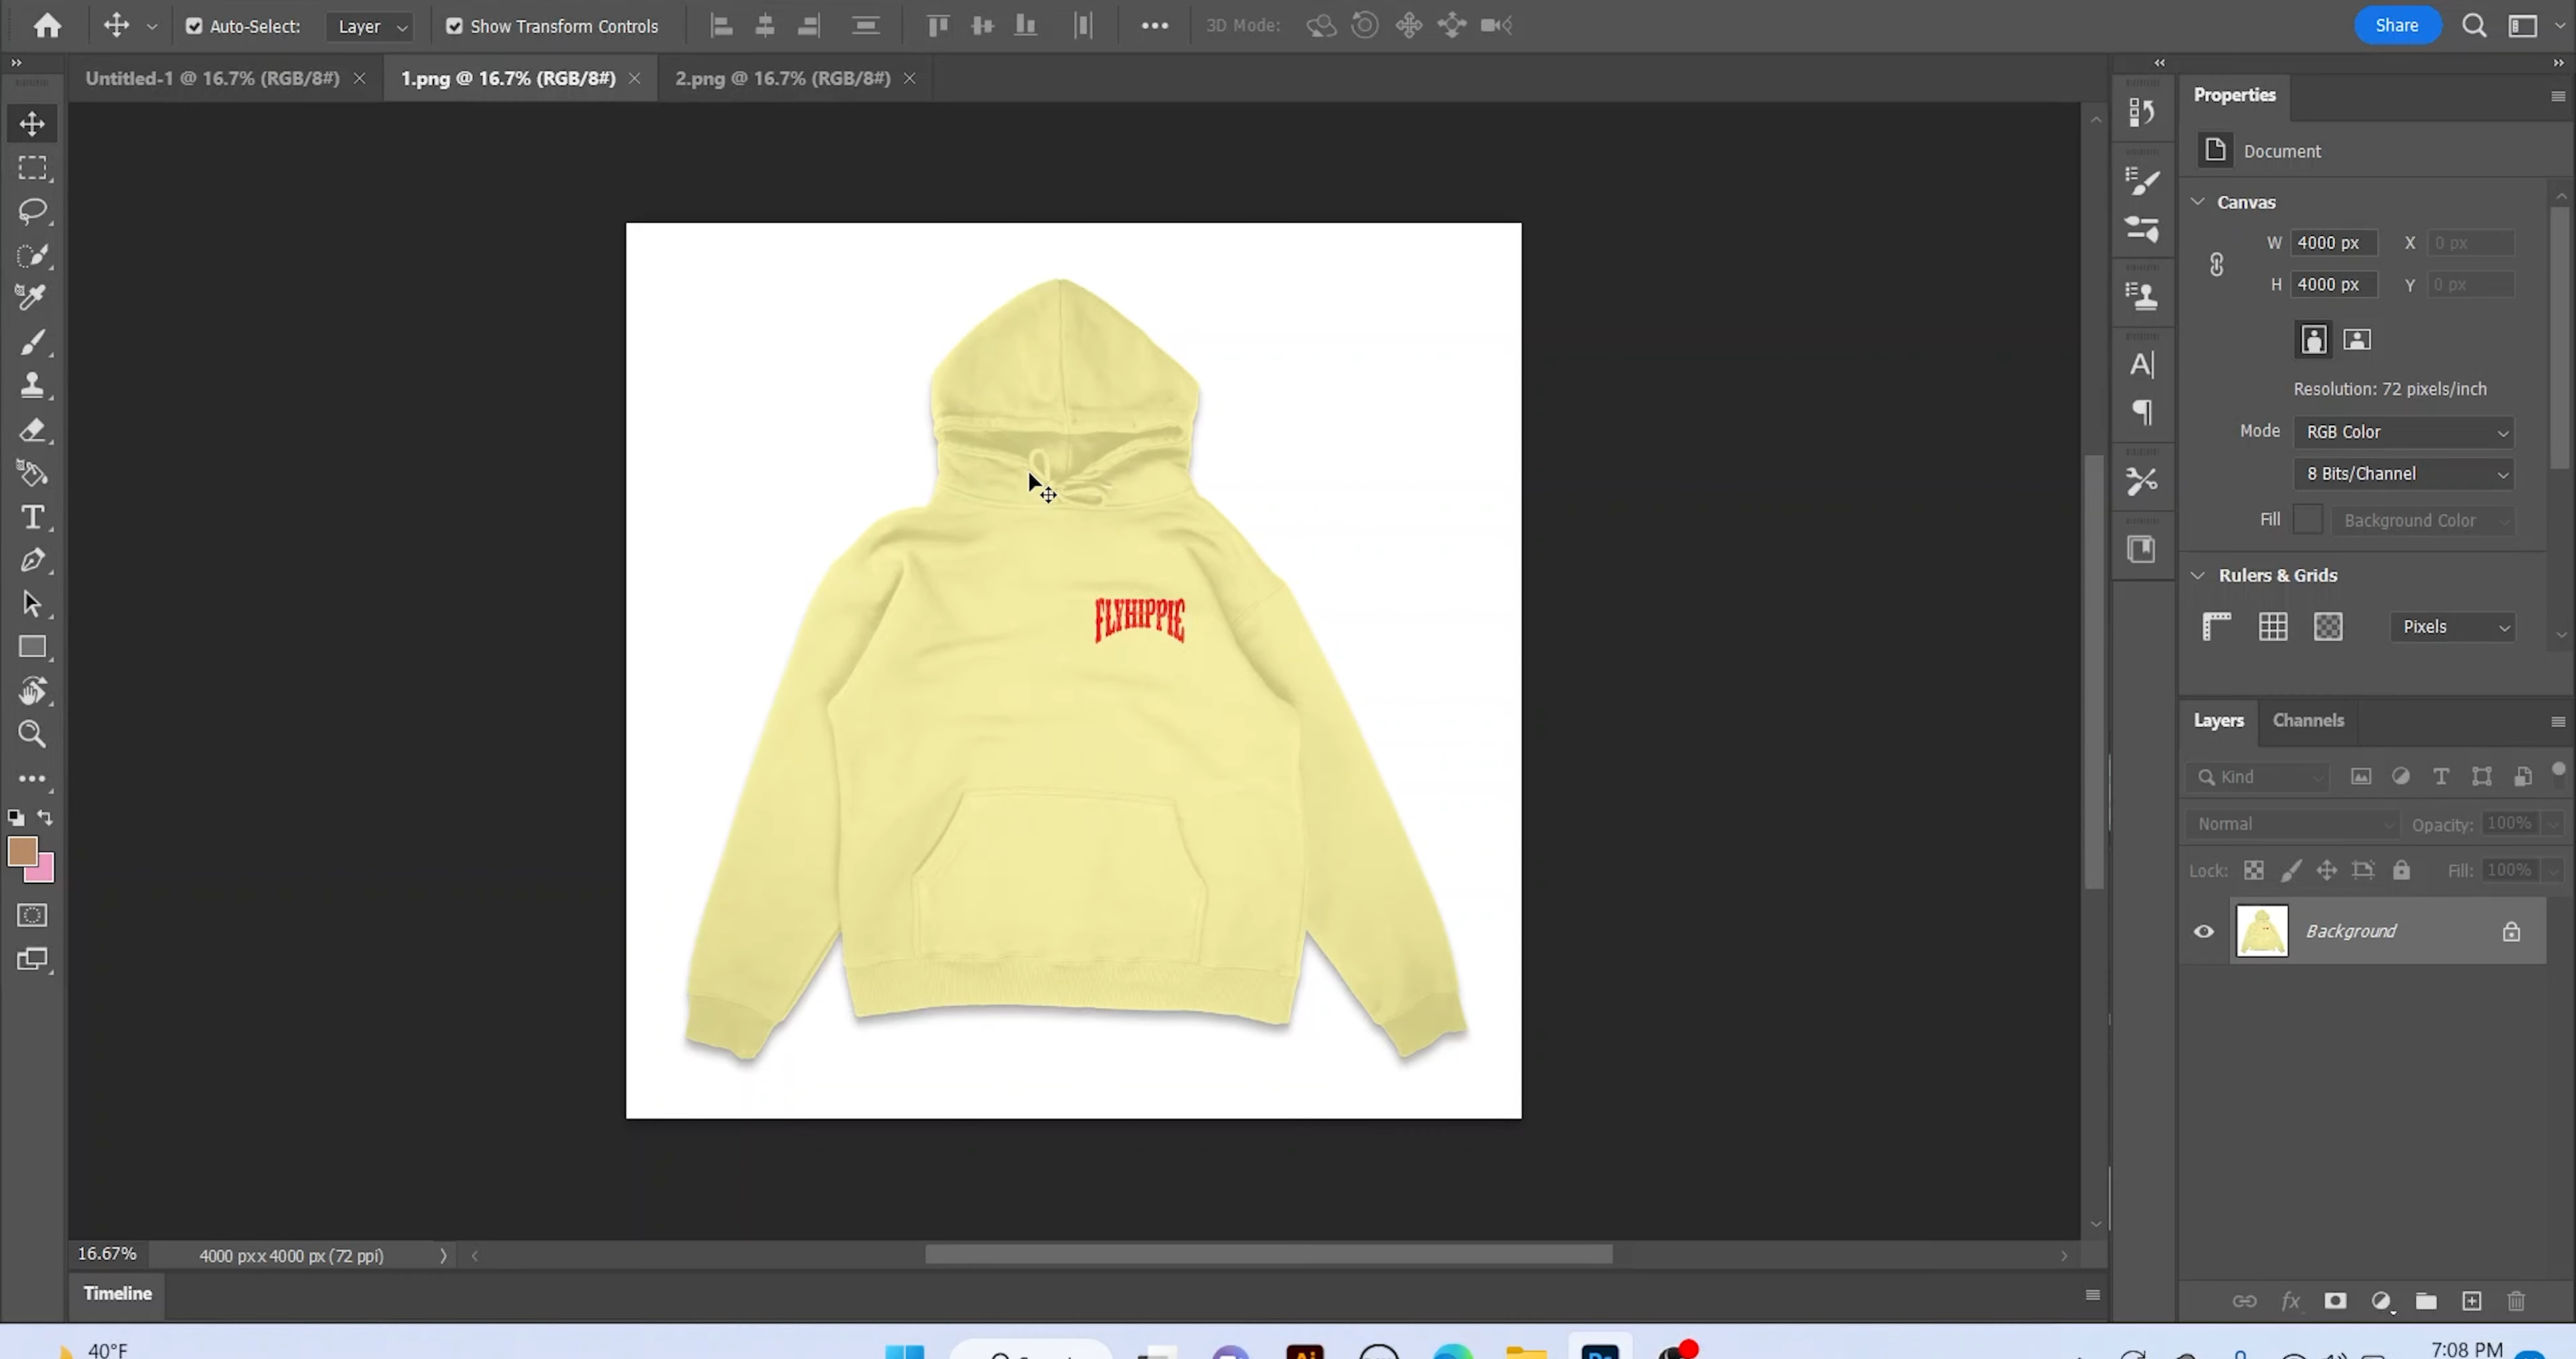 Auto-Select: Layer Show Transform Controls 3D Mode: Share
Untitled-1 @ 16.7% (RGB/8#) 1.png @ 16.7% (RGB/8#) 2.png @ 16.7% (RGB/8#)
Properties
Document
Canvas
W 4000 px X 0 px
H 4000 px Y 0 px
Resolution: 72 pixels/inch
Mode RGB Color
8 Bits/Channel
Fill Background Color
Rulers & Grids
Pixels
FLYHIPPIE
Layers Channels
Kind
Normal Opacity: 100%
Lock: Fill: 100%
Background
16.67% 4000 px x 4000 px (72 ppi)
Timeline
40°F
7:08 PM